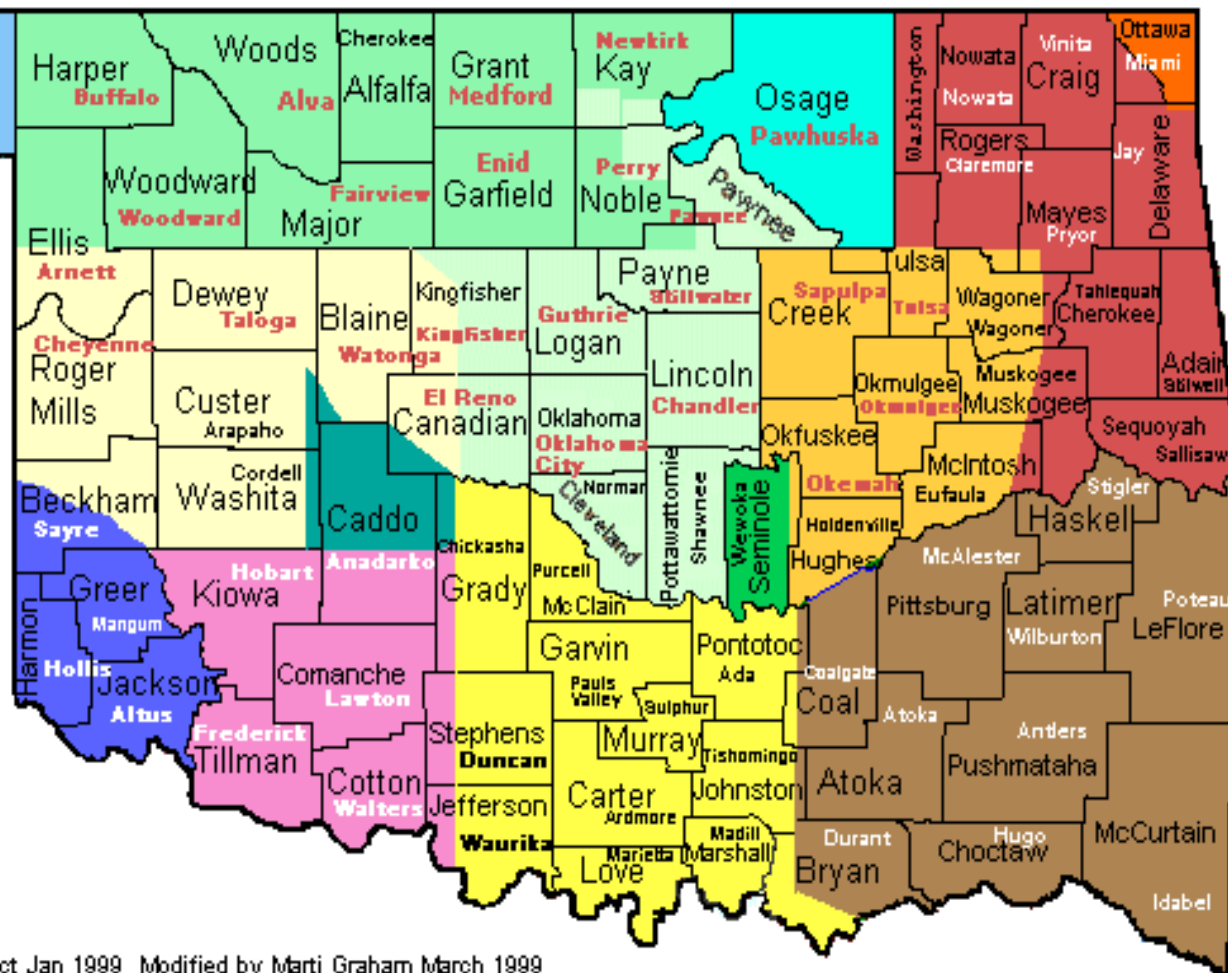 Harper
Buffalo
Woods
Alva
Cherokee
Alfalfa
Grant
Medford
Newkirk
Kay
Osage
Pawhuska
Washington
Nowata
Nowata
Vinita
Craig
Ottawa
Miami
Woodward
Woodward
Fairview
Major
Enid
Garfield
Perry
Noble
Pawnee
Pawnee
Rogers
Claremore
Mayes
Pryor
Jay
Delaware
Ellis
Arnett
Dewey
Taloga
Blaine
Watonga
Kingfisher
Kingfisher
Guthrie
Logan
Payne
Stillwater
Sapulpa
Creek
ulsa
Tulsa
Wagoner
Wagoner
Tahlequah
Cherokee
Adair
Stilwell
Cheyenne
Roger
Mills
Custer
Arapaho
El Reno
Canadian
Oklahoma
Oklahoma
City
Lincoln
Chandler
Okmulgee
Okmulgee
Muskogee
Muskogee
Sequoyah
Sallisaw
Beckham
Sayre
Cordell
Washita
Caddo
Anadarko
Norman
Cleveland
Pottawattomie
Shawnee
Wewoka
Seminole
Okfuskee
Okemah
McIntosh
Eufaula
Holdenville
Hughes
Stigler
Haskell
Greer
Mangum
Hobart
Kiowa
Chickasha
Grady
Purcell
McClain
McAlester
Pittsburg
Latimer
Wilburton
Poteau
LeFlore
Harmon
Hollis
Jackson
Altus
Comanche
Lawton
Garvin
Pauls
Valley
Pontotoc
Ada
Coalgate
Coal
Atoka
Atoka
Antlers
Pushmataha
Frederick
Tillman
Cotton
Walters
Stephens
Duncan
Sulphur
Murray
Tishomingo
Johnston
Jefferson
Waurika
Carter
Ardmore
Marietta
Love
Madill
Marshall
Durant
Bryan
Hugo
Choctaw
McCurtain
Idabel
ct Jan 1999 Modified by Marti Graham March 1999